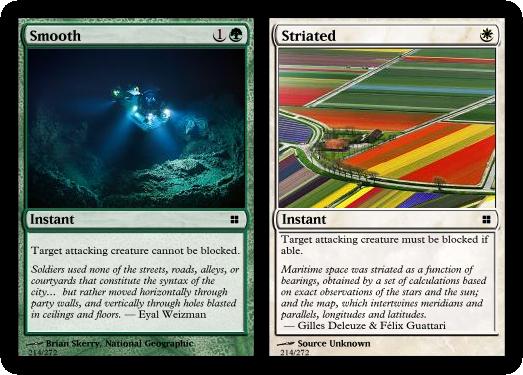 Smooth 1
Instant
Target attacking creature cannot be blocked.
Soldiers used none of the streets, roads, alleys, or
courtyards that constitute the syntax of the
city… but rather moved horizontally through
party walls, and vertically through holes blasted
in ceilings and floors. — Eyal Weizman
Brian Skerry, National Geographic
214/272
Striated
Instant
Target attacking creature must be blocked if
able.
Maritime space was striated as a function of
bearings, obtained by a set of calculations based
on exact observations of the stars and the sun;
and the map, which intertwines meridians and
parallels, longitudes and latitudes.
— Gilles Deleuze & Félix Guattari
Source Unknown
214/272